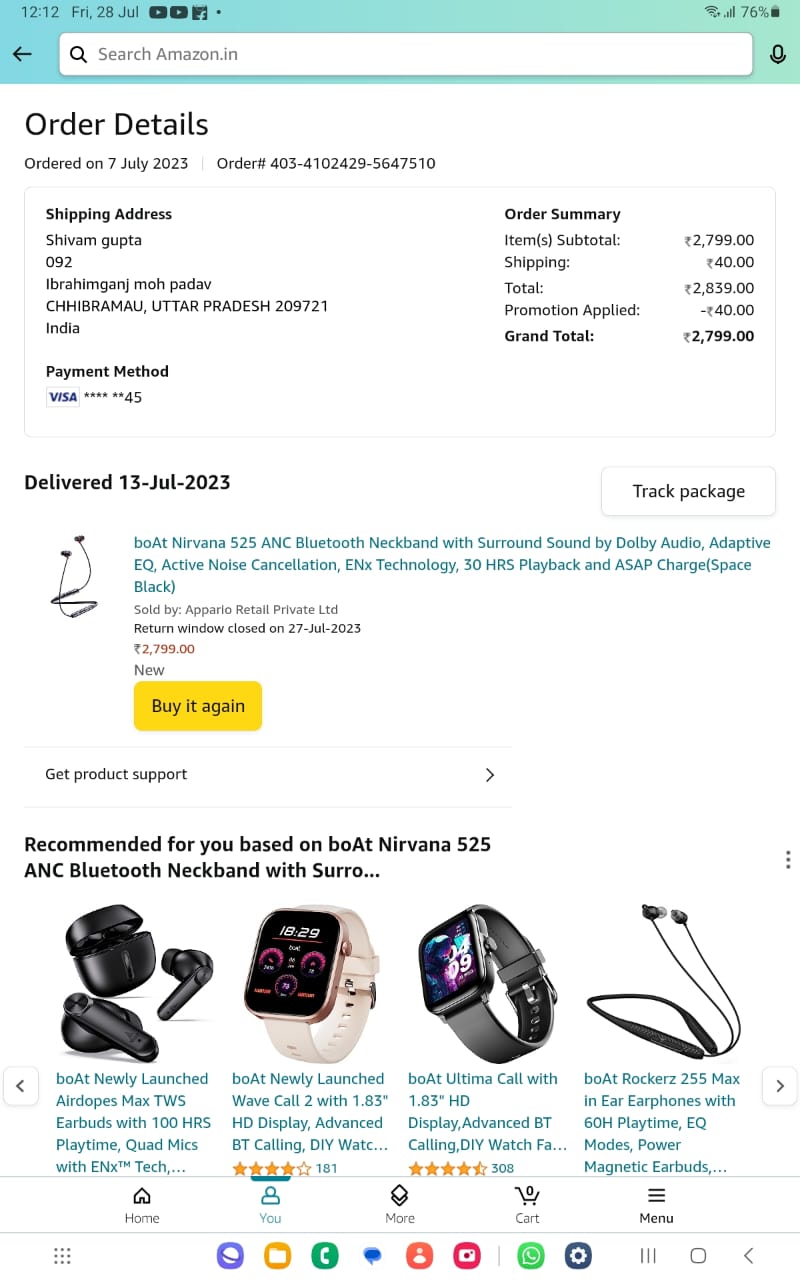 12:12 Fri, 28 Jul
76%
Search Amazon.in
Order Details
Ordered on 7 July 2023 | Order# 403-4102429-5647510
Shipping Address
Shivam gupta
092
Ibrahimganj moh padav
CHHIBRAMAU, UTTAR PRADESH 209721
India
Payment Method
VISA **** **45
Order Summary
Item(s) Subtotal: ₹2,799.00
Shipping: ₹40.00
Total: ₹2,839.00
Promotion Applied: -₹40.00
Grand Total: ₹2,799.00
Delivered 13-Jul-2023
Track package
boAt Nirvana 525 ANC Bluetooth Neckband with Surround Sound by Dolby Audio, Adaptive
EQ, Active Noise Cancellation, ENx Technology, 30 HRS Playback and ASAP Charge(Space
Black)
Sold by: Appario Retail Private Ltd
Return window closed on 27-Jul-2023
₹2,799.00
New
Buy it again
Get product support
Recommended for you based on boAt Nirvana 525
ANC Bluetooth Neckband with Surro...
18:29
boAt
boAt Newly Launched
Airdopes Max TWS
Earbuds with 100 HRS
Playtime, Quad Mics
with ENx™ Tech,...
boAt Newly Launched
Wave Call 2 with 1.83"
HD Display, Advanced
BT Calling, DIY Watc...
181
boAt Ultima Call with
1.83" HD
Display,Advanced BT
Calling,DIY Watch Fa...
308
boAt Rockerz 255 Max
in Ear Earphones with
60H Playtime, EQ
Modes, Power
Magnetic Earbuds,...
Home
You
More
0
Cart
Menu